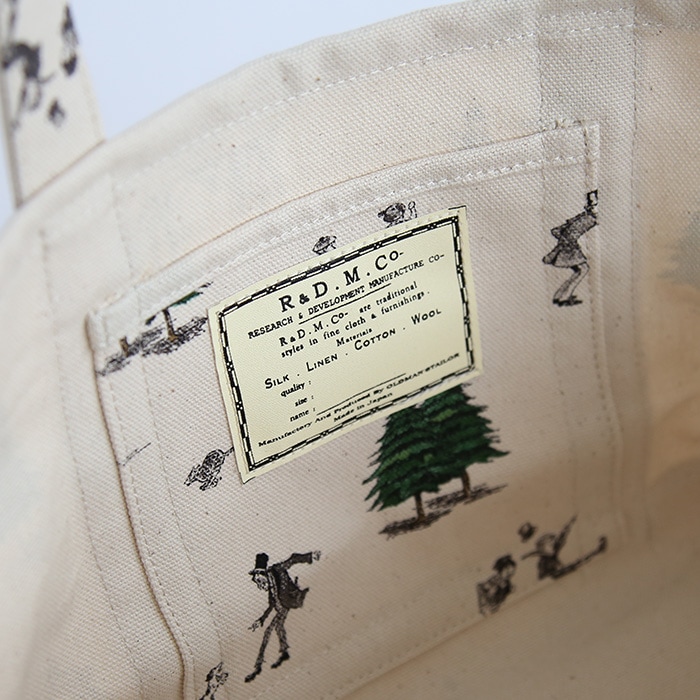 R&D.M.Co-
RESEARCH & DEVELOPMENT MANUFACTURE CO-
R&D.M.Co- are traditional
styles in fine cloth & furnishings.
Materials
SILK . LINEN . COTTON . WOOL
quality :
size :
name :
Manufactory And Produced By OLDMAN'STAILOR
Made in Japan